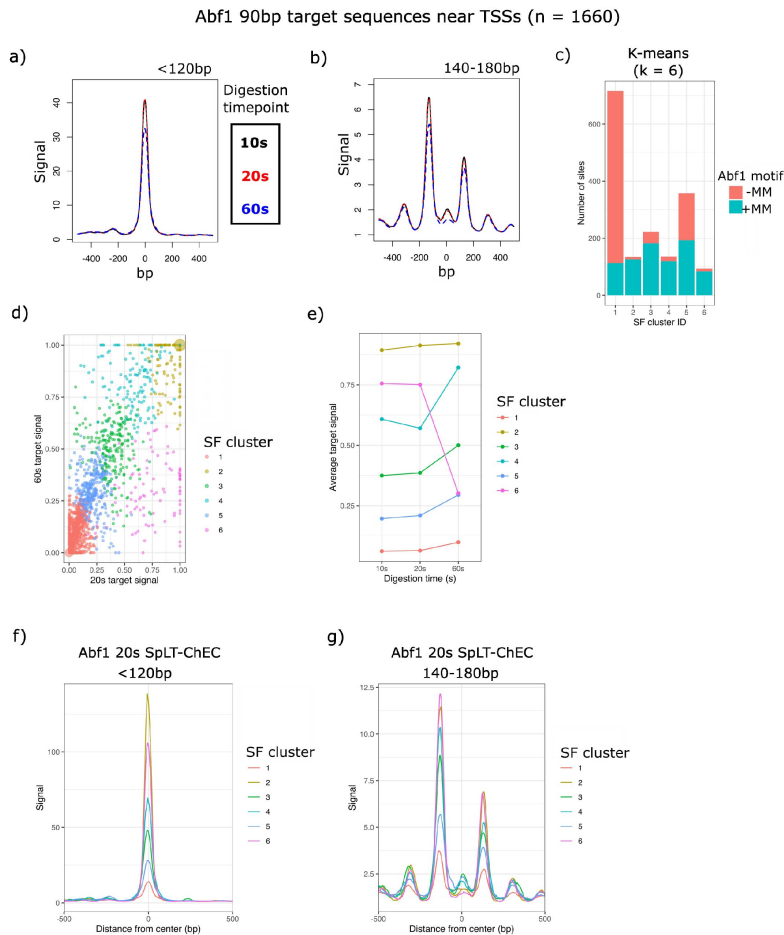 Abf1 90bp target sequences near TSSs (n = 1660)
a)
<120bp
Signal
40
30
20
10
0
-400 -200 0 200 400
bp
Digestion
timepoint
10s
20s
60s
b)
140-180bp
Signal
7
6
5
4
3
2
1
-400 -200 0 200 400
bp
c)
K-means
(k = 6)
Number of sites
600
400
200
0
1 2 3 4 5 6
SF cluster ID
Abf1 motif
-MM
+MM
d)
60s target signal
1.00
0.75
0.50
0.25
0.00
0.00 0.25 0.50 0.75 1.00
20s target signal
SF cluster
1
2
3
4
5
6
e)
Average target signal
0.75
0.50
0.25
10s 20s 60s
Digestion time (s)
SF cluster
1
2
3
4
5
6
f)
Abf1 20s SpLT-ChEC
<120bp
Signal
100
50
0
-500 0 500
Distance from center (bp)
SF cluster
1
2
3
4
5
6
g)
Abf1 20s SpLT-ChEC
140-180bp
Signal
12.5
10.0
7.5
5.0
2.5
-500 0 500
Distance from center (bp)
SF cluster
1
2
3
4
5
6